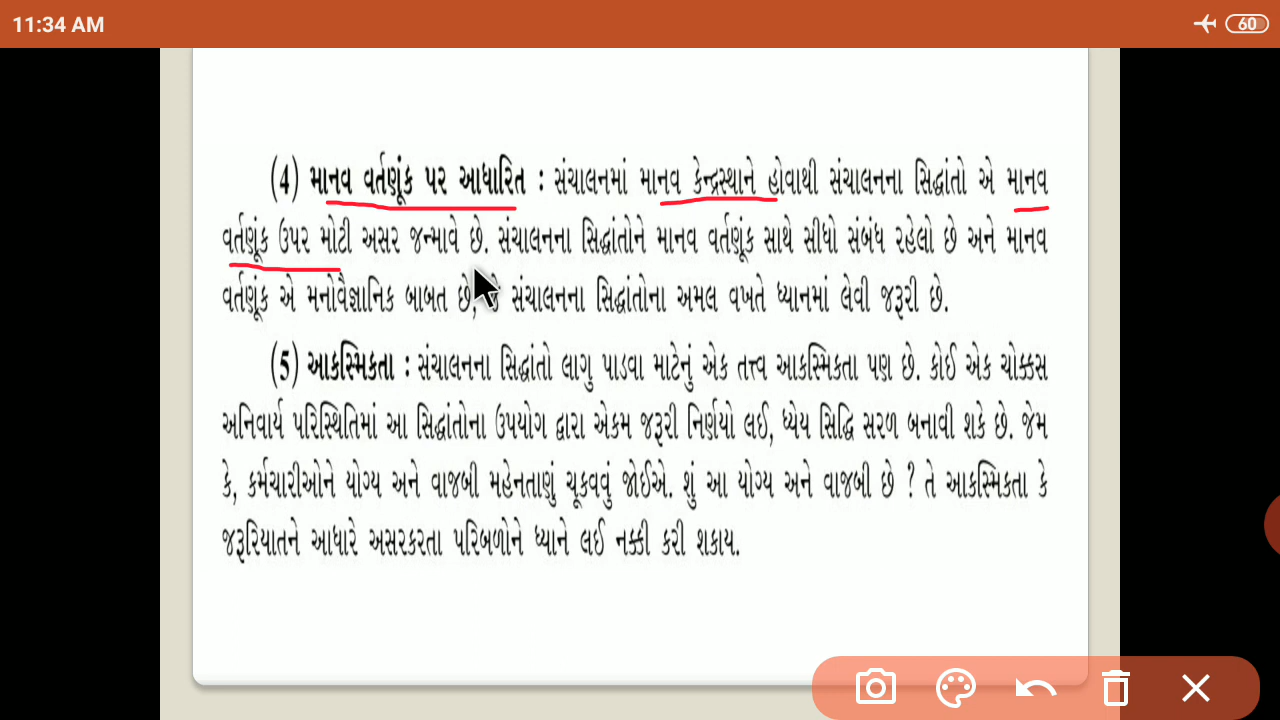 11:34 AM
60
(4) માનવ વર્તણૂંક પર આધારિત : સંચાલનમાં માનવ કેન્દ્રસ્થાને હોવાથી સંચાલનના સિદ્ધાંતો એ માનવ
વર્તણૂંક ઉપર મોટી અસર જન્માવે છે. સંચાલનના સિદ્ધાંતોને માનવ વર્તણૂંક સાથે સીધો સંબંધ રહેલો છે અને માનવ
વર્તણૂંક એ મનોવૈજ્ઞાનિક બાબત છે, સંચાલનના સિદ્ધાંતોના અમલ વખતે ધ્યાનમાં લેવી જરૂરી છે.
(5) આકસ્મિકતા : સંચાલનના સિદ્ધાંતો લાગુ પાડવા માટેનું એક તત્ત્વ આકસ્મિકતા પણ છે. કોઈ એક ચોક્કસ
અનિવાર્ય પરિસ્થિતિમાં આ સિદ્ધાંતોના ઉપયોગ દ્વારા એકમ જરૂરી નિર્ણયો લઈ, ધ્યેય સિદ્ધિ સરળ બનાવી શકે છે. જેમ
કે, કર્મચારીઓને યોગ્ય અને વાજબી મહેનતાણું ચૂકવવું જોઈએ. શું આ યોગ્ય અને વાજબી છે ? તે આકસ્મિકતા કે
જરૂરિયાતને આધારે અસરકરતા પરિબળોને ધ્યાને લઈ નક્કી કરી શકાય.